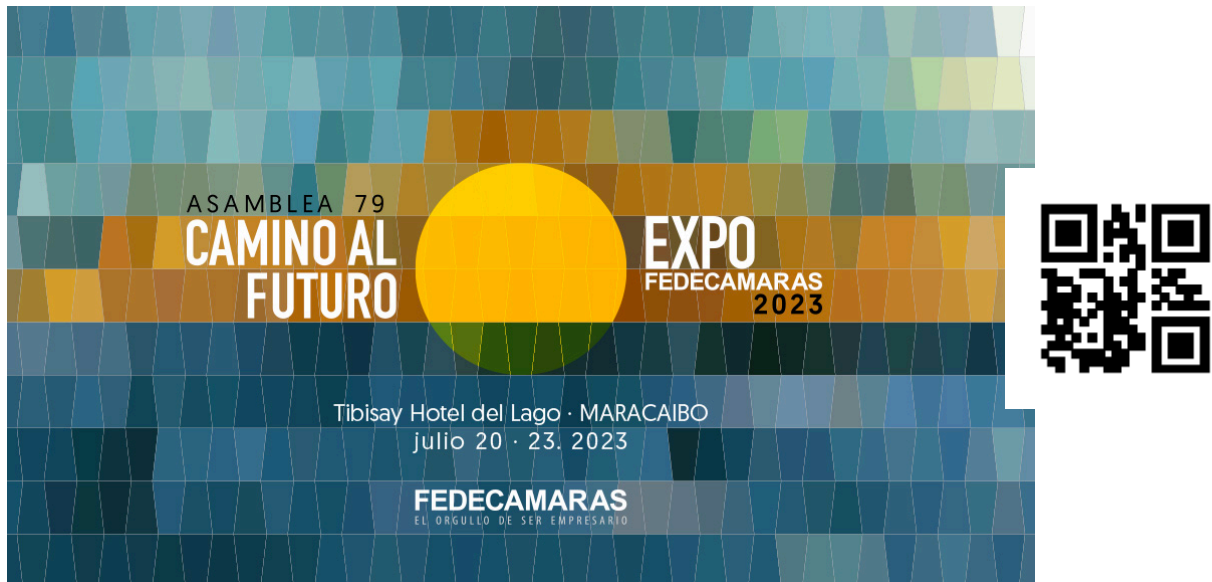 ASAMBLEA 79
CAMINO AL
FUTURO
EXPO
FEDECAMARAS
2023
Tibisay Hotel del Lago · MARACAIBO
julio 20 · 23. 2023
FEDECAMARAS
EL ORGULLO DE SER EMPRESARIO